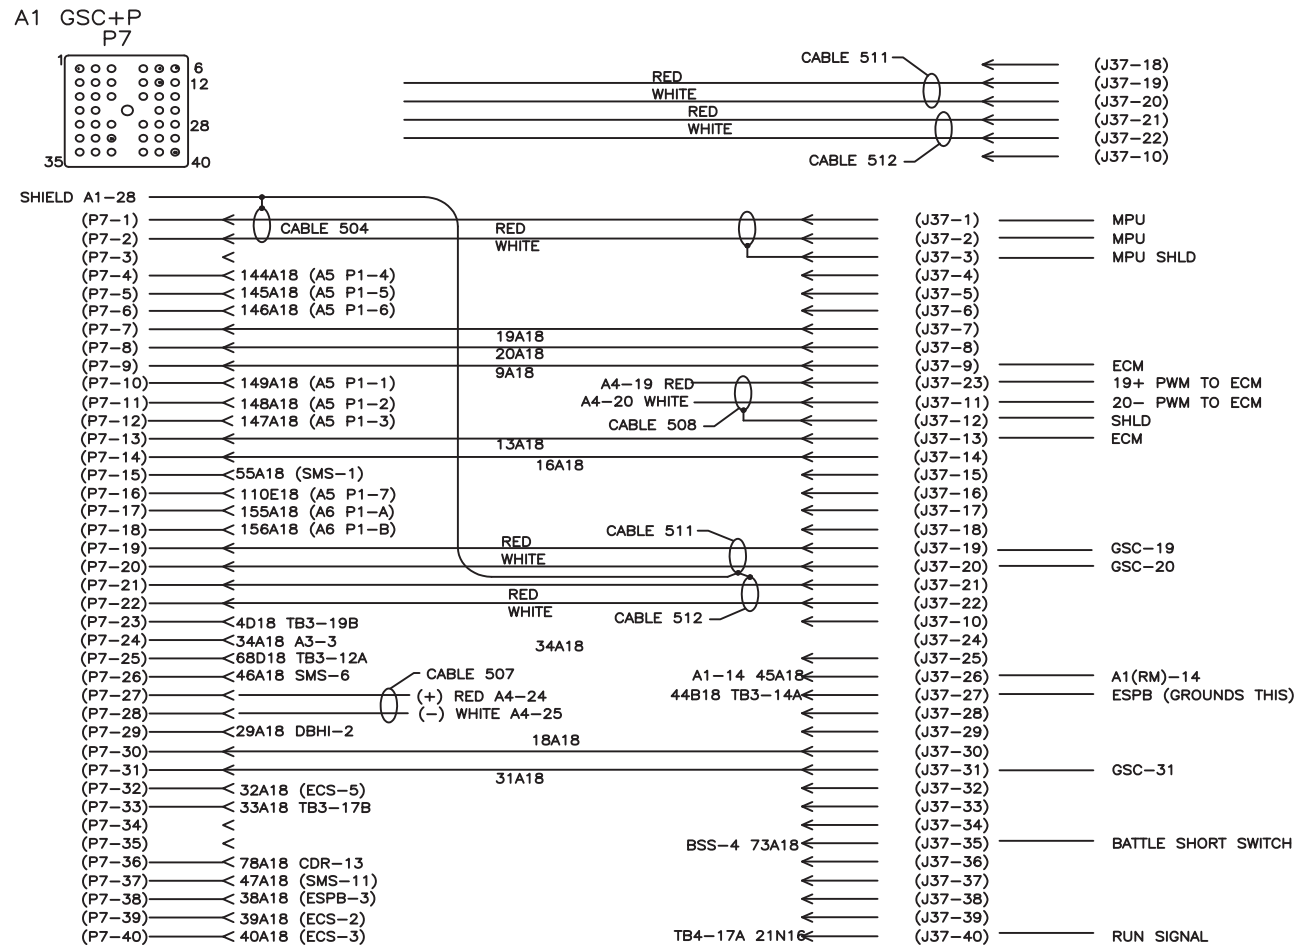 A1 GSC+P
P7
1 6
12
28
35 40
CABLE 511 (J37-18)
RED (J37-19)
WHITE (J37-20)
RED (J37-21)
WHITE (J37-22)
CABLE 512 (J37-10)
SHIELD A1-28
(P7-1) CABLE 504 RED (J37-1) MPU
(P7-2) WHITE (J37-2) MPU
(P7-3) (J37-3) MPU SHLD
(P7-4) 144A18 (A5 P1-4) (J37-4)
(P7-5) 145A18 (A5 P1-5) (J37-5)
(P7-6) 146A18 (A5 P1-6) (J37-6)
(P7-7) 19A18 (J37-7)
(P7-8) 20A18 (J37-8)
(P7-9) 9A18 (J37-9) ECM
(P7-10) 149A18 (A5 P1-1) A4-19 RED (J37-23) 19+ PWM TO ECM
(P7-11) 148A18 (A5 P1-2) A4-20 WHITE (J37-11) 20- PWM TO ECM
(P7-12) 147A18 (A5 P1-3) CABLE 508 (J37-12) SHLD
(P7-13) 13A18 (J37-13) ECM
(P7-14) 16A18 (J37-14)
(P7-15) 55A18 (SMS-1) (J37-15)
(P7-16) 110E18 (A5 P1-7) (J37-16)
(P7-17) 155A18 (A6 P1-A) (J37-17)
(P7-18) 156A18 (A6 P1-B) CABLE 511 (J37-18)
(P7-19) RED (J37-19) GSC-19
(P7-20) WHITE (J37-20) GSC-20
(P7-21) RED (J37-21)
(P7-22) WHITE (J37-22)
(P7-23) 4D18 TB3-19B CABLE 512 (J37-10)
(P7-24) 34A18 A3-3 34A18 (J37-24)
(P7-25) 68D18 TB3-12A (J37-25)
(P7-26) 46A18 SMS-6 CABLE 507 A1-14 45A18 (J37-26) A1(RM)-14
(P7-27) (+) RED A4-24 44B18 TB3-14A (J37-27) ESPB (GROUNDS THIS)
(P7-28) (-) WHITE A4-25 (J37-28)
(P7-29) 29A18 DBHI-2 (J37-29)
(P7-30) 18A18 (J37-30)
(P7-31) 31A18 (J37-31) GSC-31
(P7-32) 32A18 (ECS-5) (J37-32)
(P7-33) 33A18 TB3-17B (J37-33)
(P7-34) (J37-34)
(P7-35) BSS-4 73A18 (J37-35) BATTLE SHORT SWITCH
(P7-36) 78A18 CDR-13 (J37-36)
(P7-37) 47A18 (SMS-11) (J37-37)
(P7-38) 38A18 (ESPB-3) (J37-38)
(P7-39) 39A18 (ECS-2) (J37-39)
(P7-40) 40A18 (ECS-3) TB4-17A 21N16 (J37-40) RUN SIGNAL